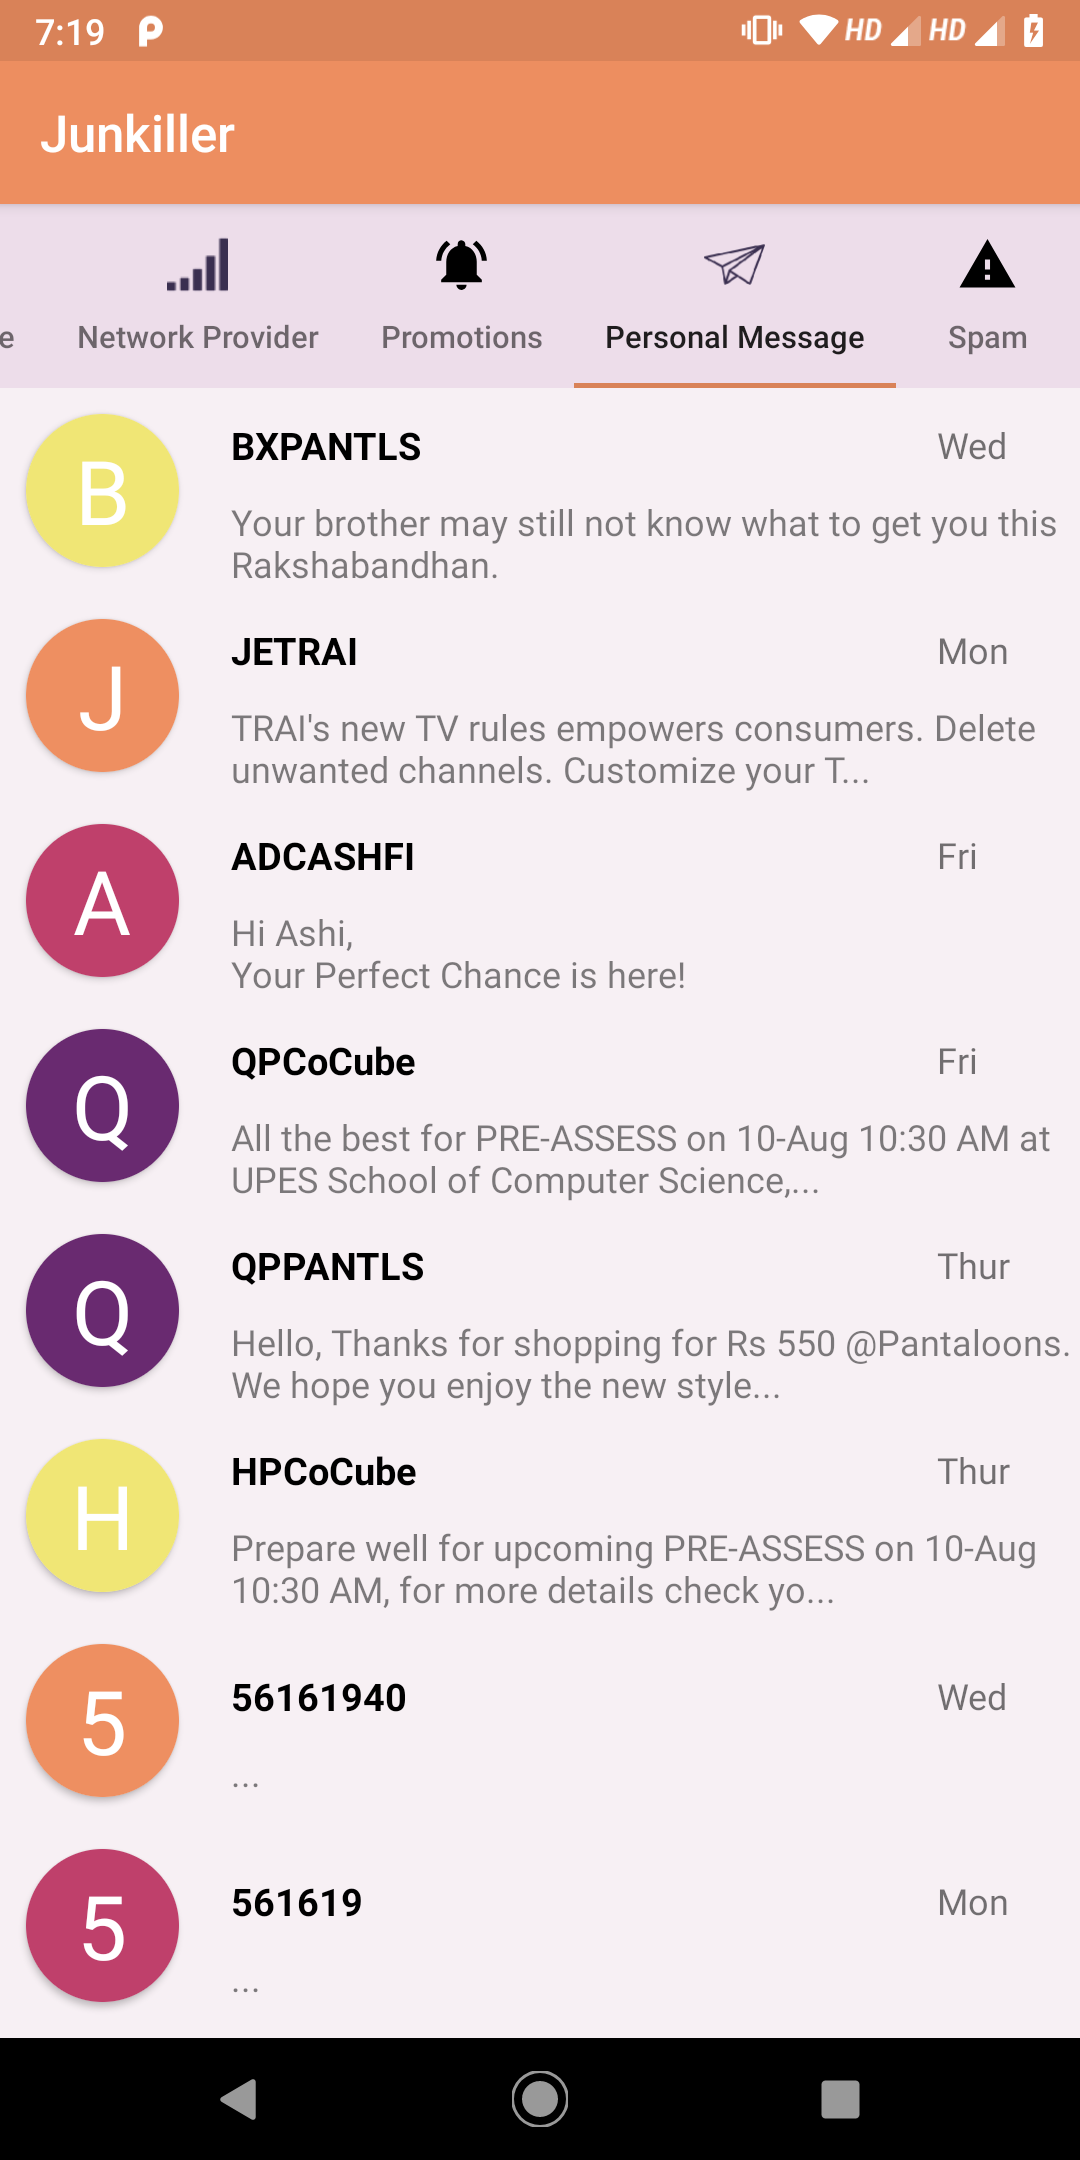 7:19
HD HD
Junkiller
e Network Provider Promotions Personal Message Spam
B
BXPANTLS Wed
Your brother may still not know what to get you this
Rakshabandhan.
J
JETRAI Mon
TRAI's new TV rules empowers consumers. Delete
unwanted channels. Customize your T...
A
ADCASHFI Fri
Hi Ashi,
Your Perfect Chance is here!
Q
QPCoCube Fri
All the best for PRE-ASSESS on 10-Aug 10:30 AM at
UPES School of Computer Science,...
Q
QPPANTLS Thur
Hello, Thanks for shopping for Rs 550 @Pantaloons.
We hope you enjoy the new style...
H
HPCoCube Thur
Prepare well for upcoming PRE-ASSESS on 10-Aug
10:30 AM, for more details check yo...
5
56161940 Wed
...
5
561619 Mon
...